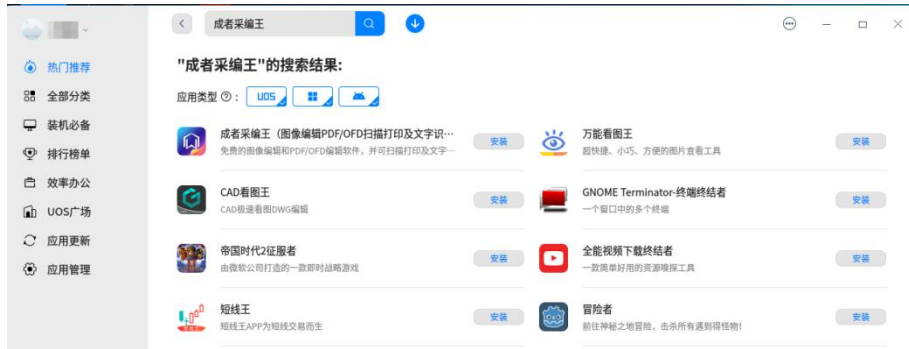 成者采编王
"成者采编王"的搜索结果:
应用类型 ? : UOS
热门推荐
全部分类
装机必备
排行榜单
效率办公
UOS广场
应用更新
应用管理
成者采编王（图像编辑PDF/OFD扫描打印及文字识…
免费的图像编辑和PDF/OFD编辑软件，并可扫描打印及文字…
安装
万能看图王
超快捷、小巧、方便的图片查看工具
安装
CAD看图王
CAD极速看图DWG编辑
安装
GNOME Terminator-终端终结者
一个窗口中的多个终端
安装
帝国时代2征服者
由微软公司打造的一款即时战略游戏
安装
全能视频下载终结者
一款简单好用的资源嗅探工具
安装
短线王
短线王APP为短线交易而生
安装
冒险者
前往神秘之地冒险，击杀所有遇到得怪物!
安装